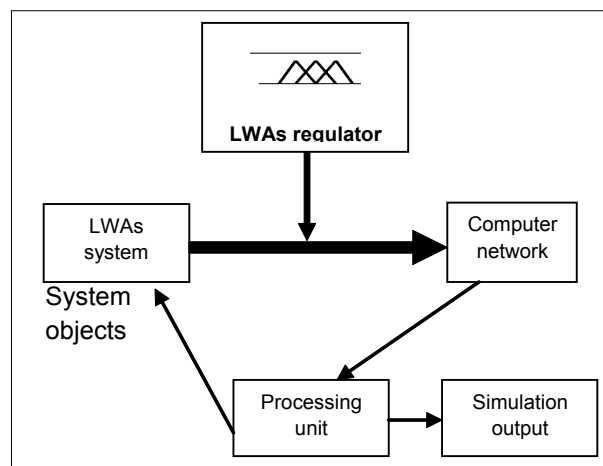 LWAs regulator
LWAs
system
Computer
network
System
objects
Processing
unit
Simulation
output